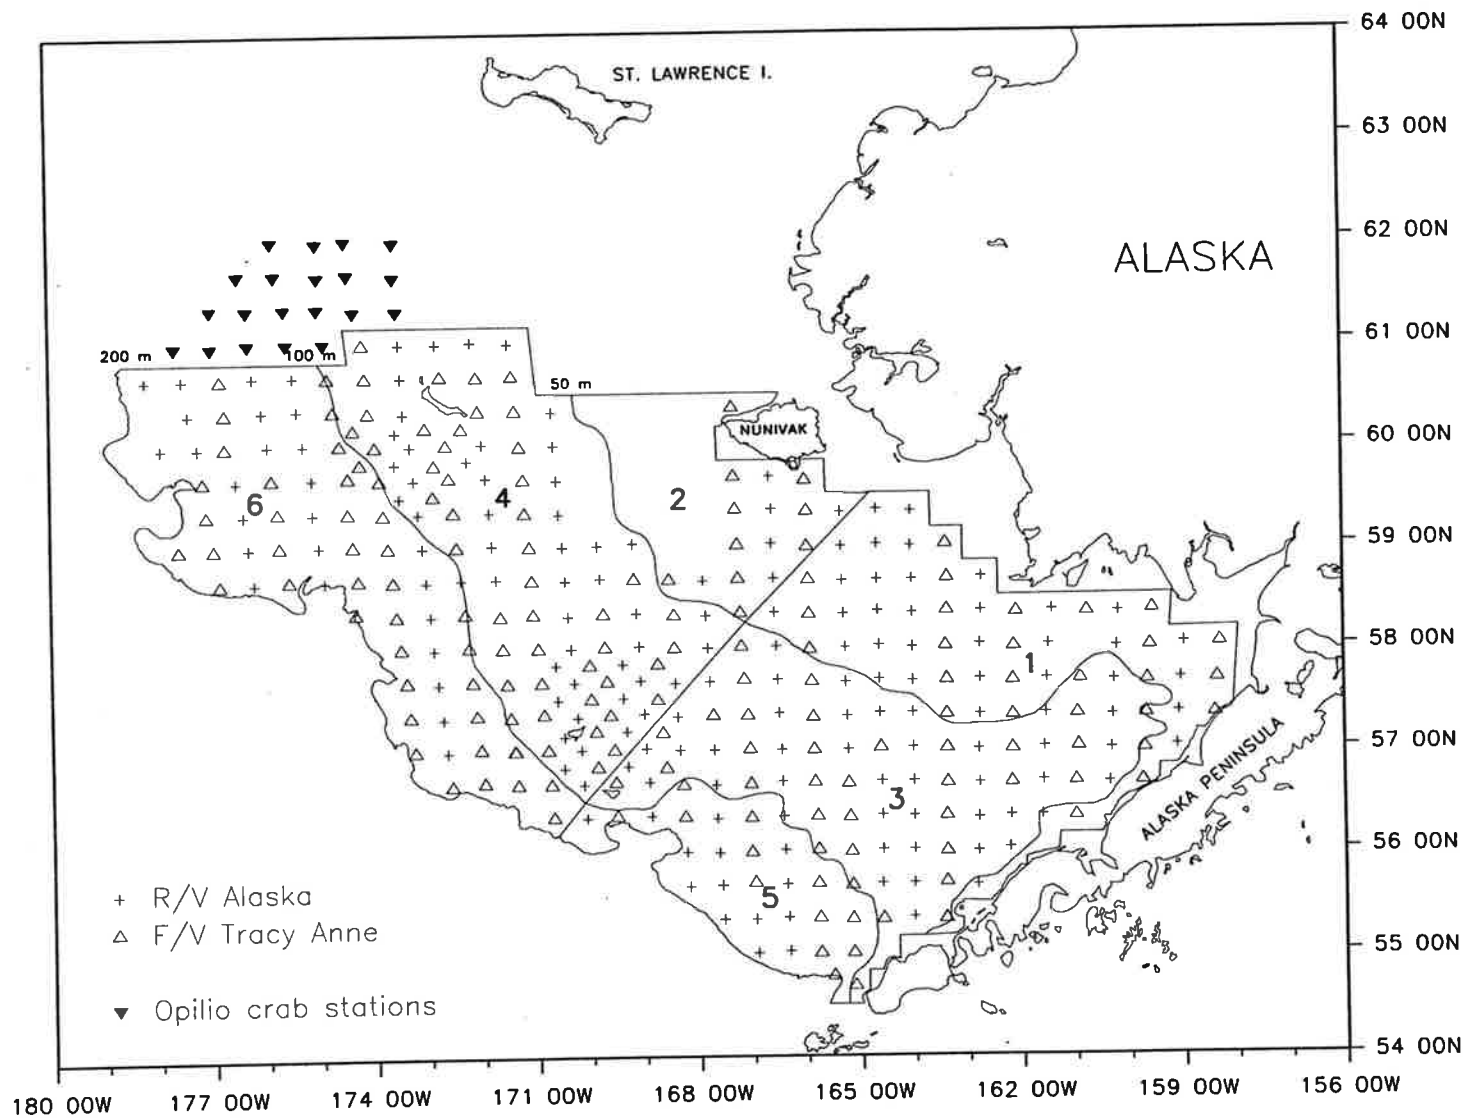 64 00N
ST. LAWRENCE I.
63 00N
62 00N
ALASKA
61 00N
200 m
100 m
50 m
NUNIVAK
60 00N
6
4
2
59 00N
58 00N
1
57 00N
3
ALASKA PENINSULA
56 00N
5
+ R/V Alaska
△ F/V Tracy Anne
55 00N
▼ Opilio crab stations
54 00N
180 00W 177 00W 174 00W 171 00W 168 00W 165 00W 162 00W 159 00W 156 00W